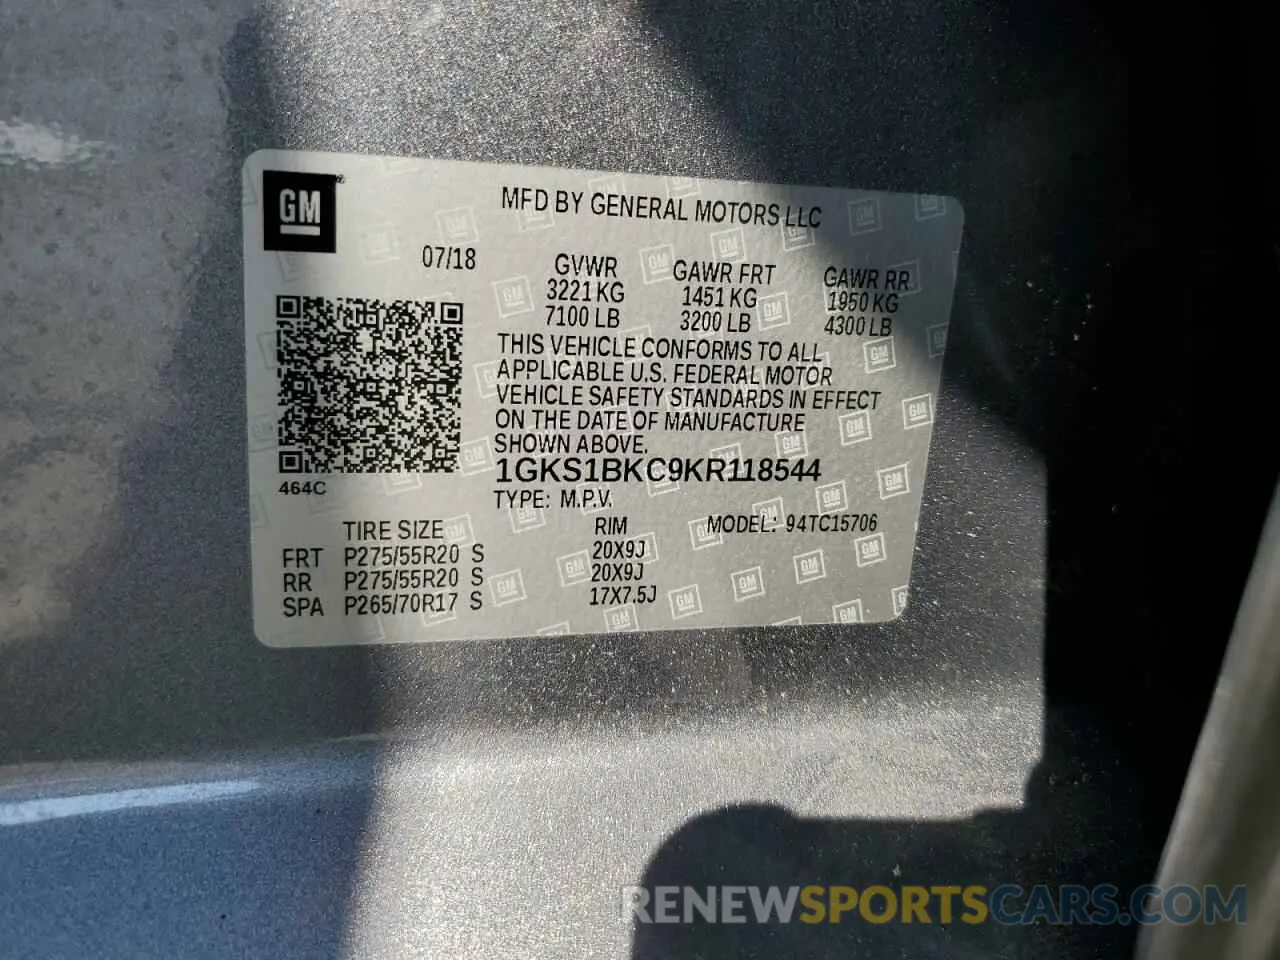 GM
MFD BY GENERAL MOTORS LLC
07/18
GVWR GAWR FRT GAWR RR
3221 KG 1451 KG 1950 KG
7100 LB 3200 LB 4300 LB
THIS VEHICLE CONFORMS TO ALL
APPLICABLE U.S. FEDERAL MOTOR
VEHICLE SAFETY STANDARDS IN EFFECT
ON THE DATE OF MANUFACTURE
SHOWN ABOVE.
1GKS1BKC9KR118544
464C
TYPE: M.P.V.
TIRE SIZE RIM MODEL: 94TC15706
FRT P275/55R20 S 20X9J
RR P275/55R20 S 20X9J
SPA P265/70R17 S 17X7.5J
RENEWSPORTSCARS.COM